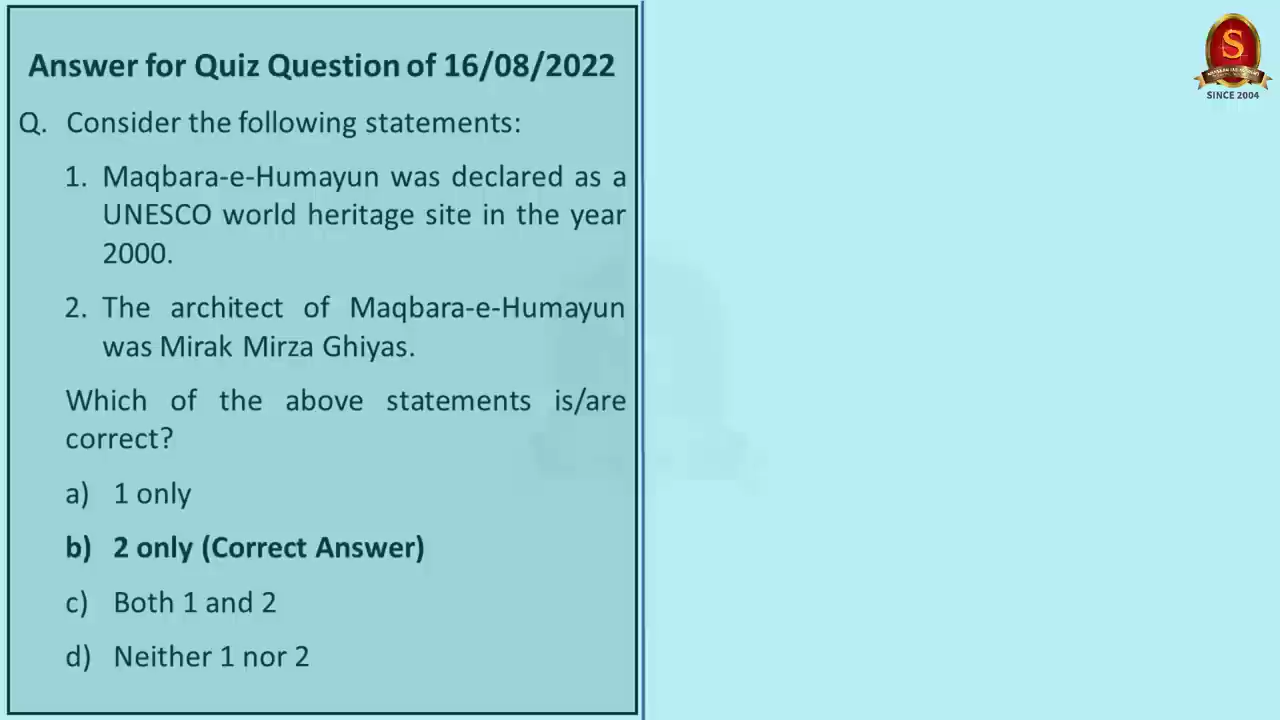 Answer for Quiz Question of 16/08/2022
Q. Consider the following statements:
1. Maqbara-e-Humayun was declared as a
UNESCO world heritage site in the year
2000.
2. The architect of Maqbara-e-Humayun
was Mirak Mirza Ghiyas.
Which of the above statements is/are
correct?
a) 1 only
b) 2 only (Correct Answer)
c) Both 1 and 2
d) Neither 1 nor 2
S
SINCE 2004